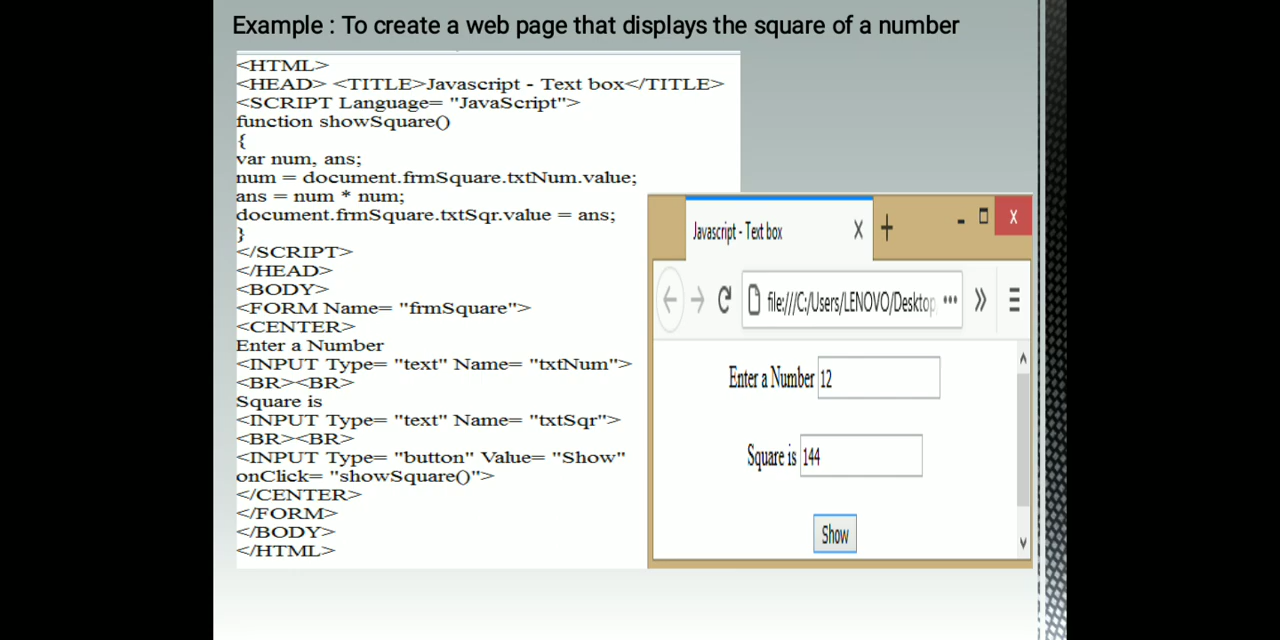 Example : To create a web page that displays the square of a number
<HTML>
<HEAD> <TITLE>Javascript - Text box</TITLE>
<SCRIPT Language= "JavaScript">
function showSquare()
{
var num, ans;
num = document.frmSquare.txtNum.value;
ans = num * num;
document.frmSquare.txtSqr.value = ans;
}
</SCRIPT>
</HEAD>
<BODY>
<FORM Name= "frmSquare">
<CENTER>
Enter a Number
<INPUT Type= "text" Name= "txtNum">
<BR><BR>
Square is
<INPUT Type= "text" Name= "txtSqr">
<BR><BR>
<INPUT Type= "button" Value= "Show"
onClick= "showSquare()">
</CENTER>
</FORM>
</BODY>
</HTML>
Javascript - Text box
file:///C:/Users/LENOVO/Desktop
Enter a Number 12
Square is 144
Show